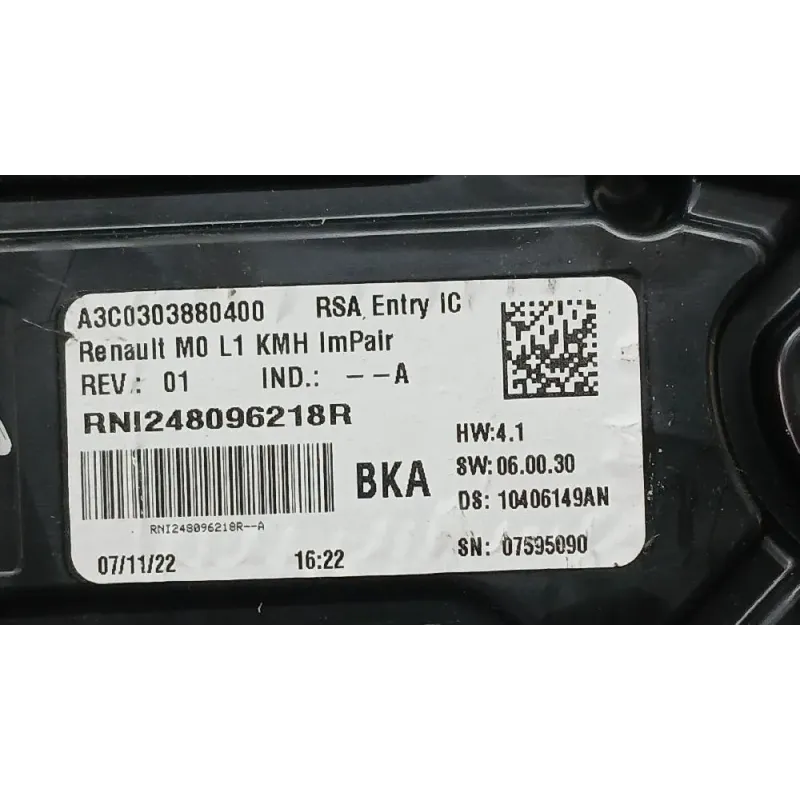 A3C0303880400 RSA Entry IC
Renault M0 L1 KMH ImPair
REV.: 01 IND.: --A
RNI248096218R
HW:4.1
BKA
SW: 06.00.30
DS: 10406149AN
RNI248096218R--A
SN: 07595090
07/11/22 16:22